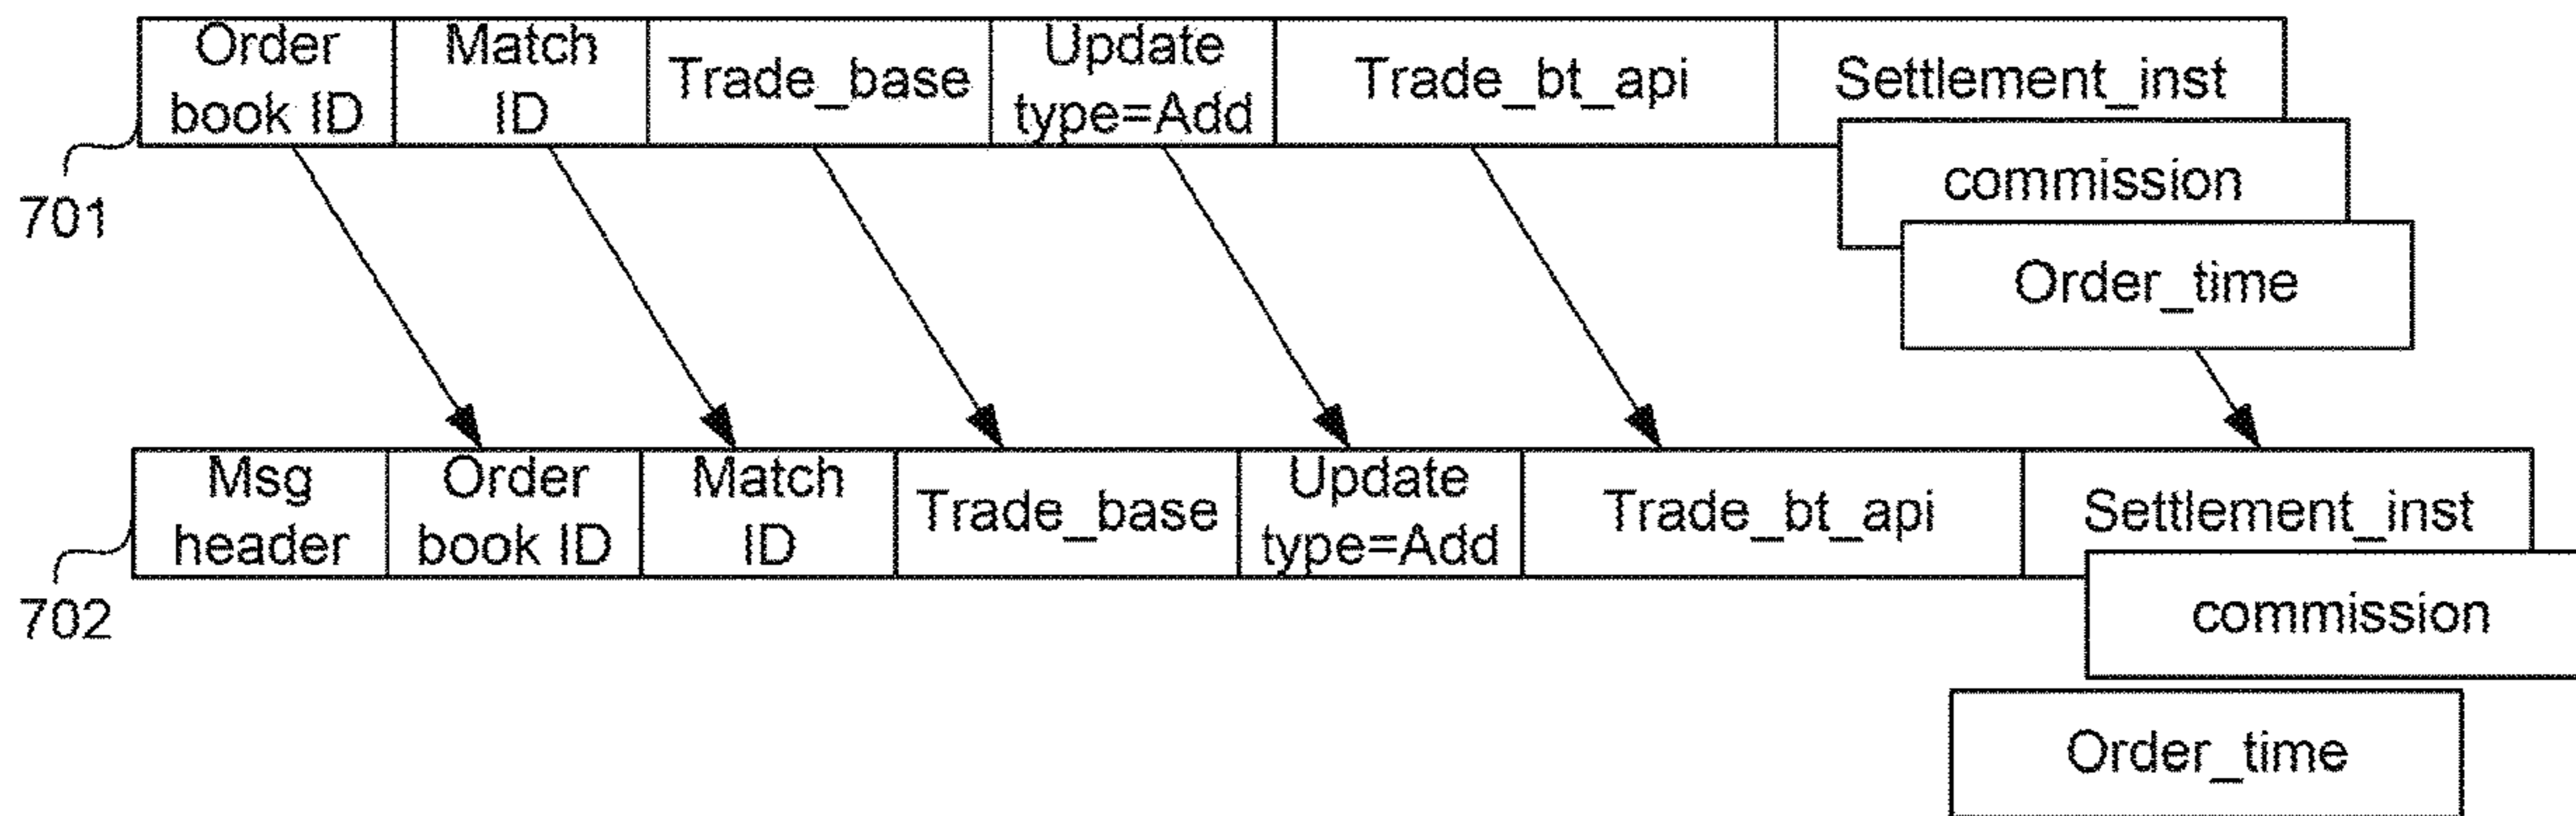 Order
book ID
Match
ID
Trade_base
Update
type=Add
Trade_bt_api
Settlement_inst
commission
Order_time
701
Msg
header
Order
book ID
Match
ID
Trade_base
Update
type=Add
Trade_bt_api
Settlement_inst
commission
Order_time
702